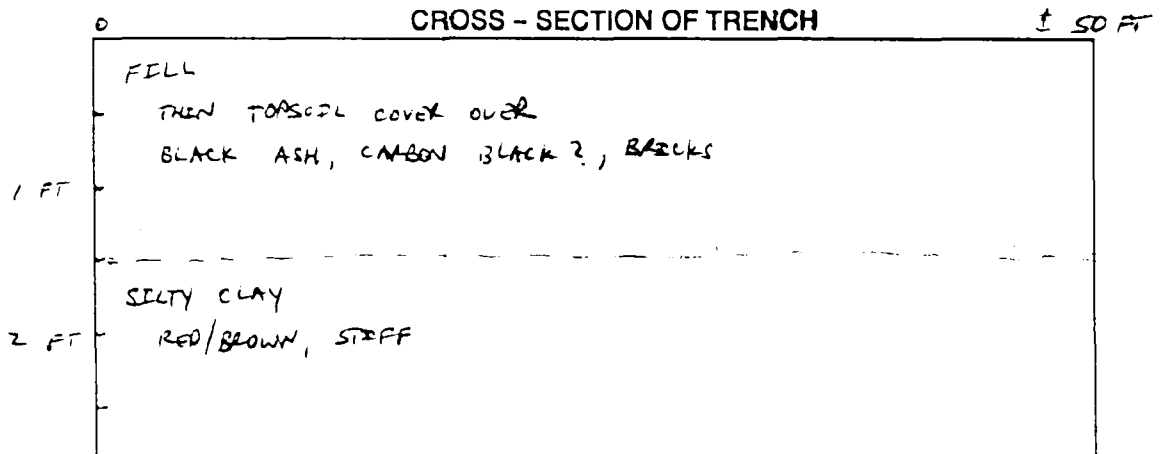 CROSS - SECTION OF TRENCH
0
± 50 FT
FILL
THIN TOPSOIL COVER OVER
BLACK ASH, CARBON BLACK?, BRICKS
1 FT
SILTY CLAY
2 FT
RED/BROWN, STIFF